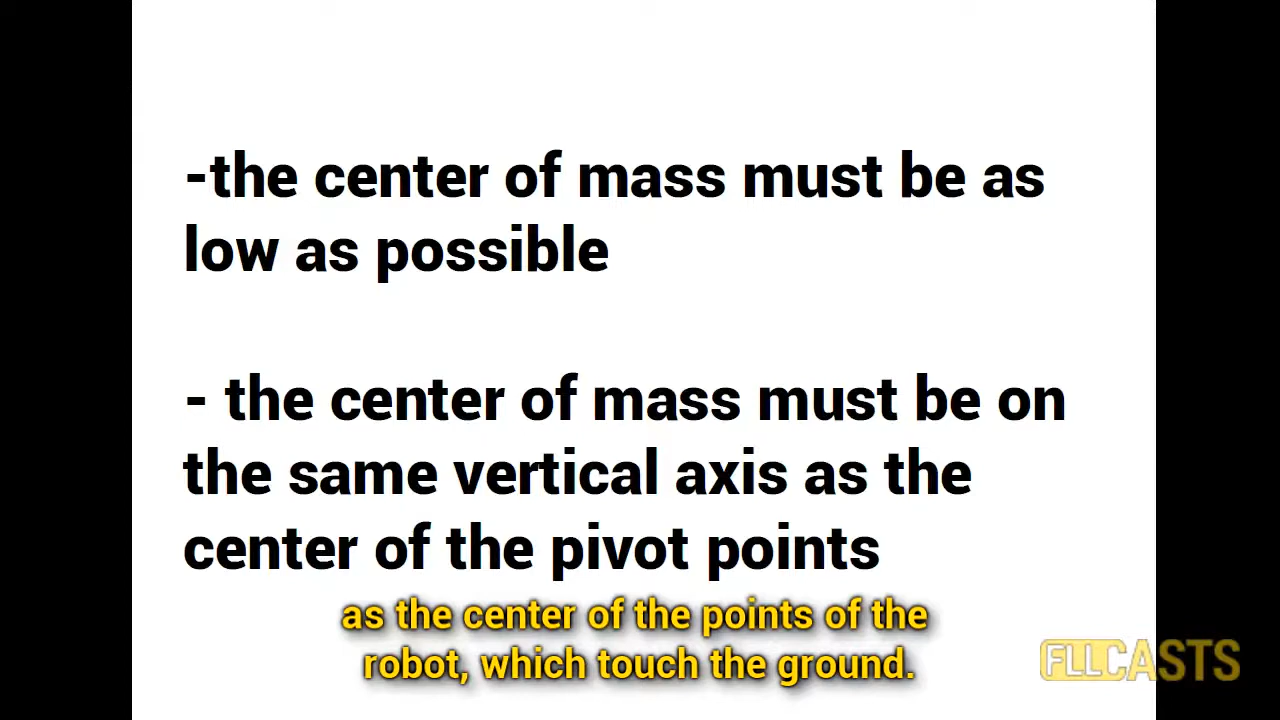 -the center of mass must be as
low as possible
- the center of mass must be on
the same vertical axis as the
center of the pivot points
as the center of the points of the
robot, which touch the ground.
FLLCASTS